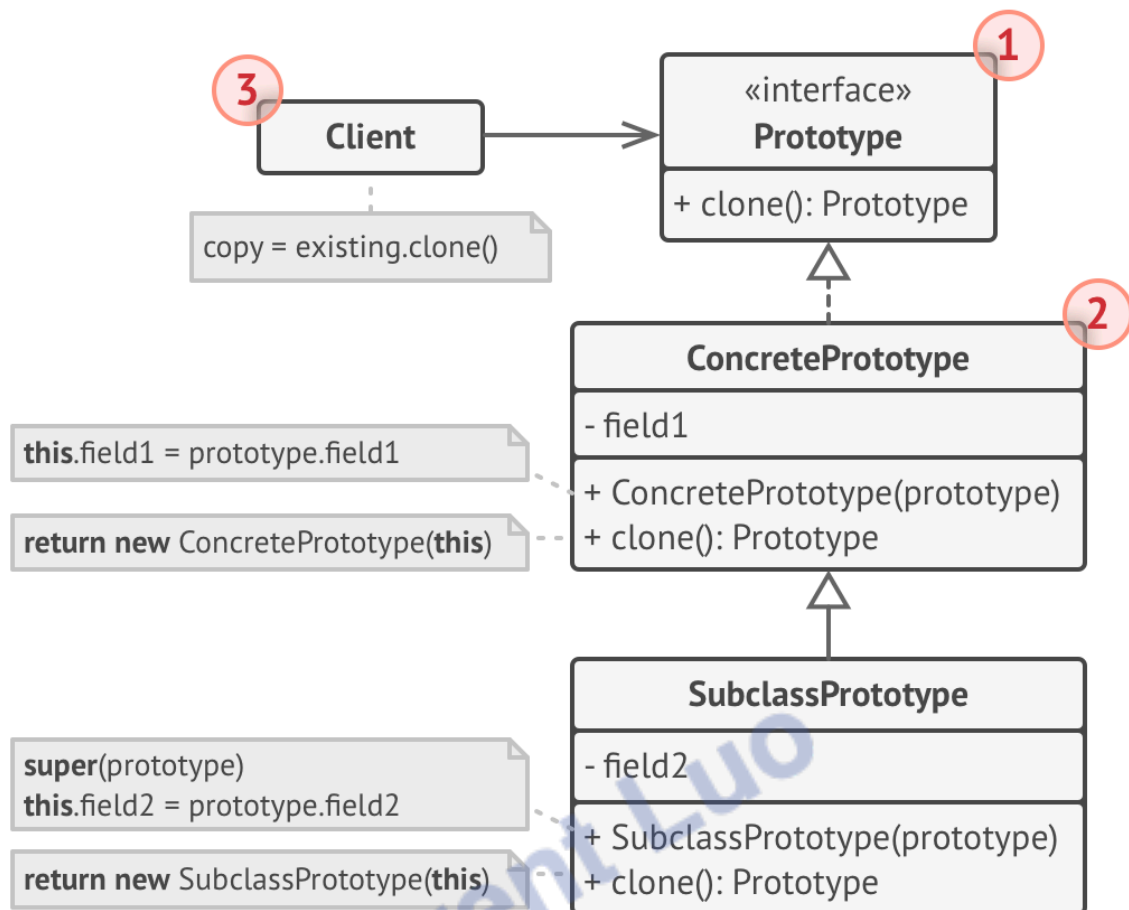 1
3
«interface»
Prototype
Client
+ clone(): Prototype
copy = existing.clone()
2
ConcretePrototype
- field1
this.field1 = prototype.field1
+ ConcretePrototype(prototype)
return new ConcretePrototype(this)
+ clone(): Prototype
SubclassPrototype
- field2
super(prototype)
this.field2 = prototype.field2
+ SubclassPrototype(prototype)
return new SubclassPrototype(this)
+ clone(): Prototype
Luo